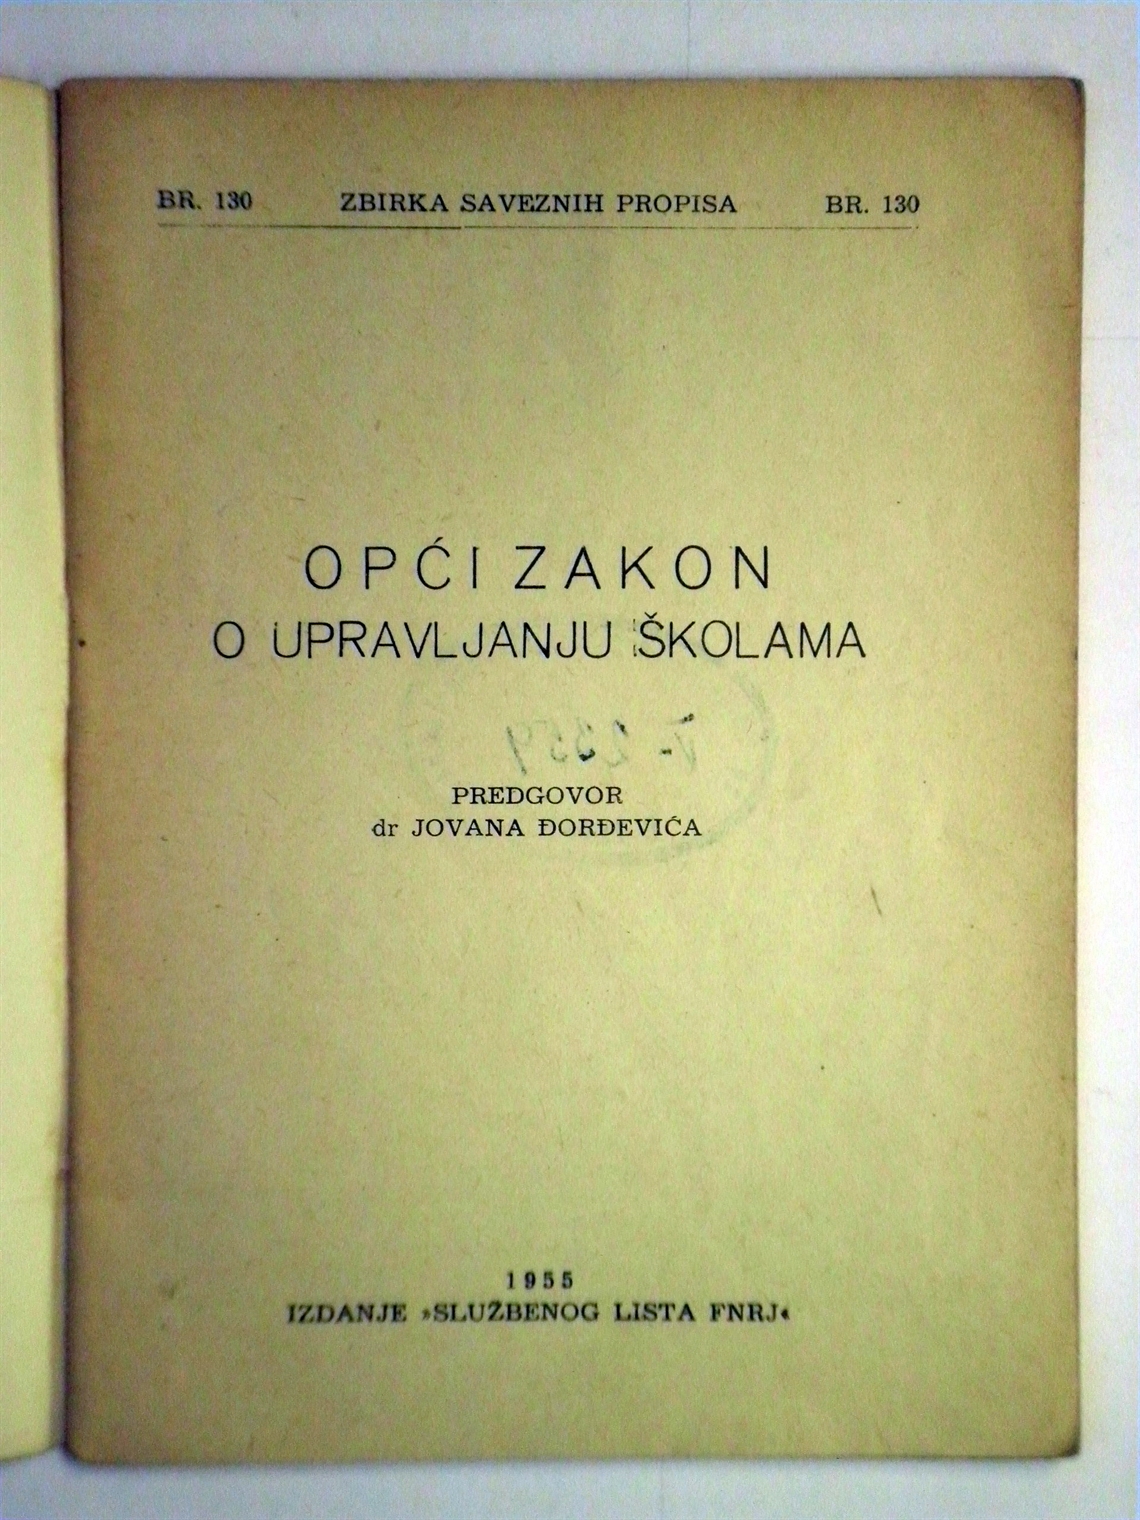 BR. 130 ZBIRKA SAVEZNIH PROPISA BR. 130
OPĆI ZAKON
O UPRAVLJANJU ŠKOLAMA
PREDGOVOR
dr JOVANA ĐORĐEVIĆA
1955
IZDANJE »SLUŽBENOG LISTA FNRJ«